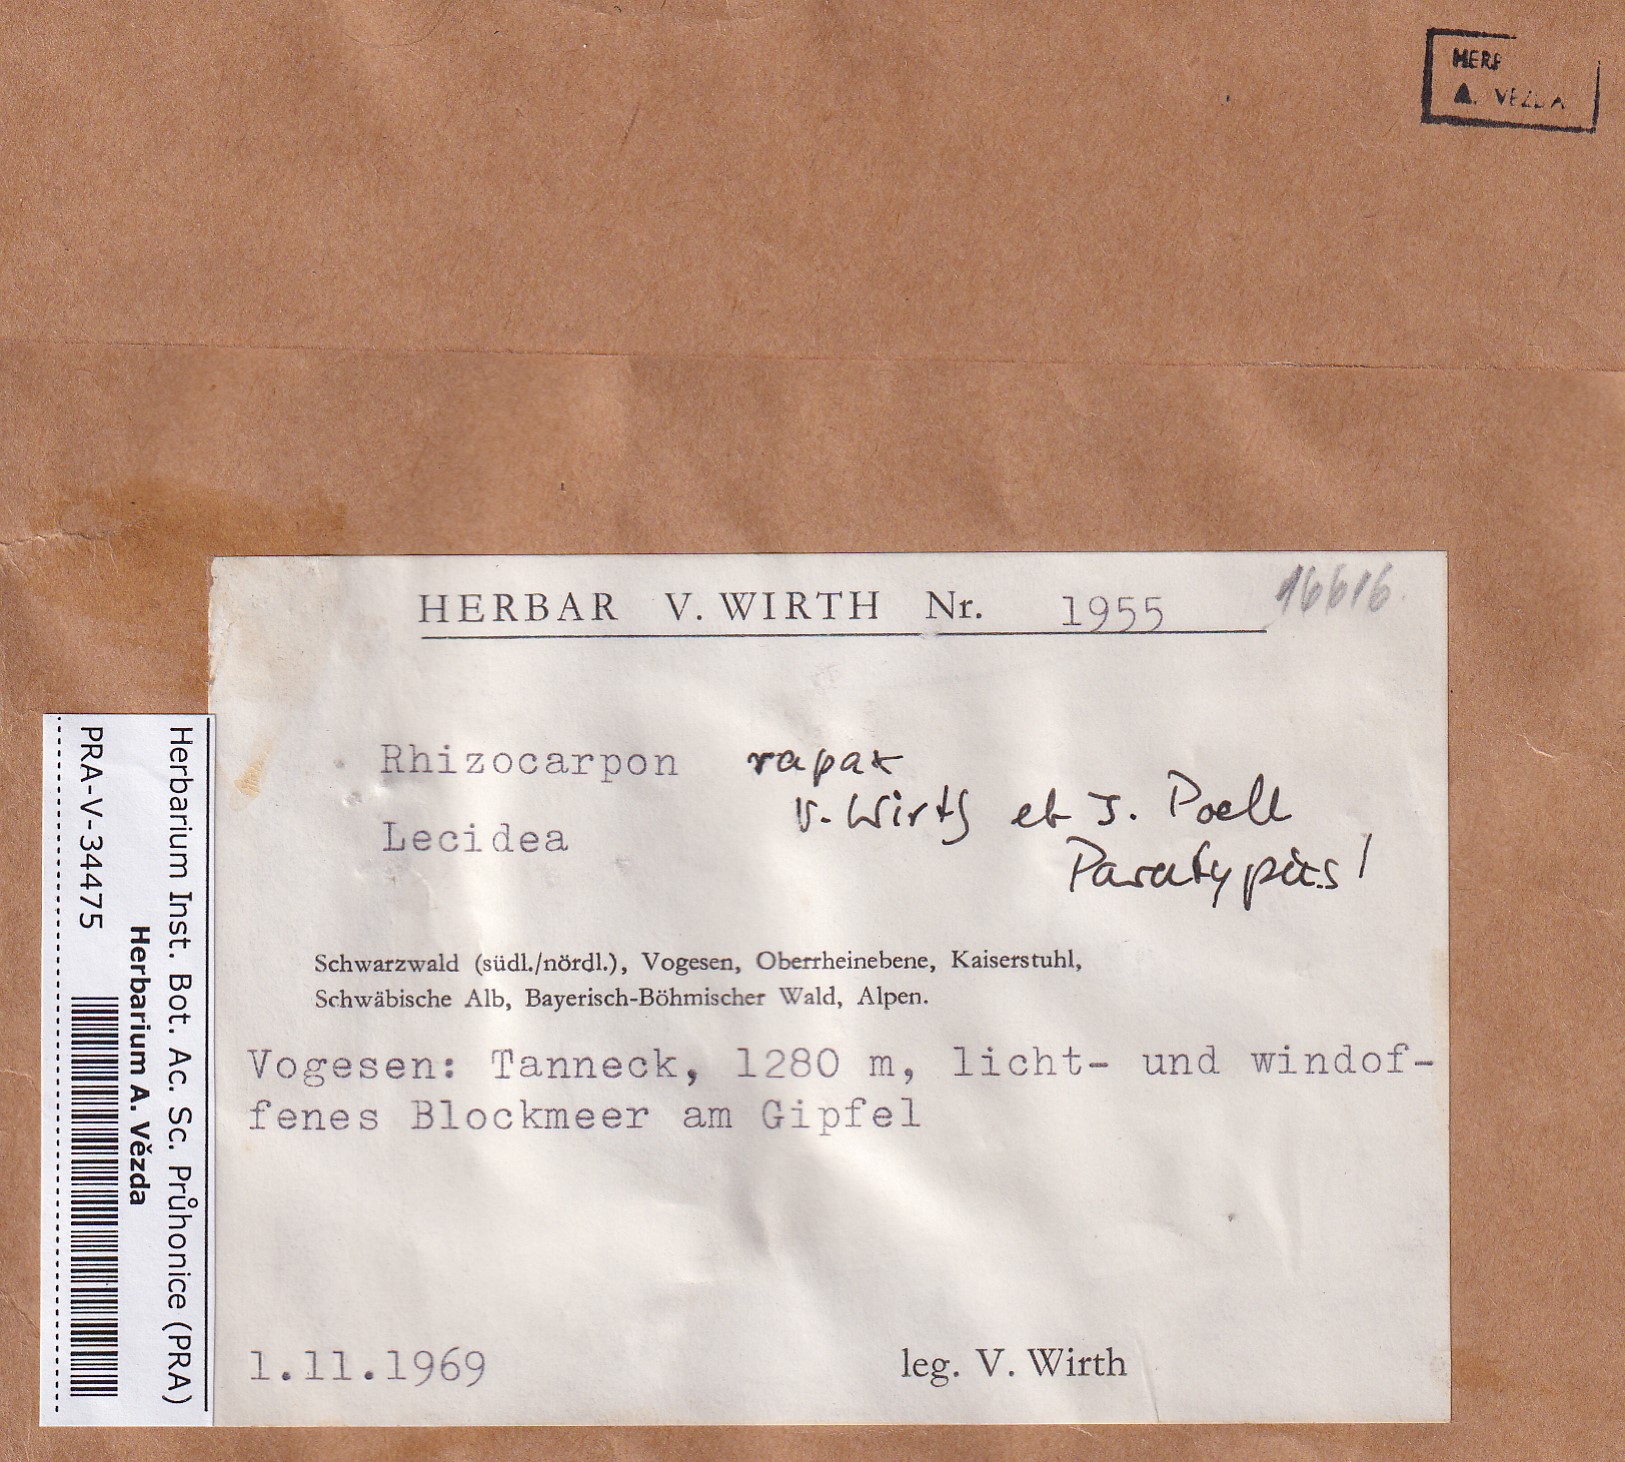 HERB
A. VĚZDA
HERBAR V. WIRTH Nr. 1955
16616
Rhizocarpon rapax
V. Wirth et J. Poelt
Lecidea
Paratypus!
Schwarzwald (südl./nördl.), Vogesen, Oberrheinebene, Kaiserstuhl,
Schwäbische Alb, Bayerisch-Böhmischer Wald, Alpen.
Vogesen: Tanneck, 1280 m, licht- und windof-
fenes Blockmeer am Gipfel
1.11.1969 leg. V. Wirth
Herbarium Inst. Bot. Ac. Sc. Průhonice (PRA)
Herbarium A. Vězda
PRA-V-34475